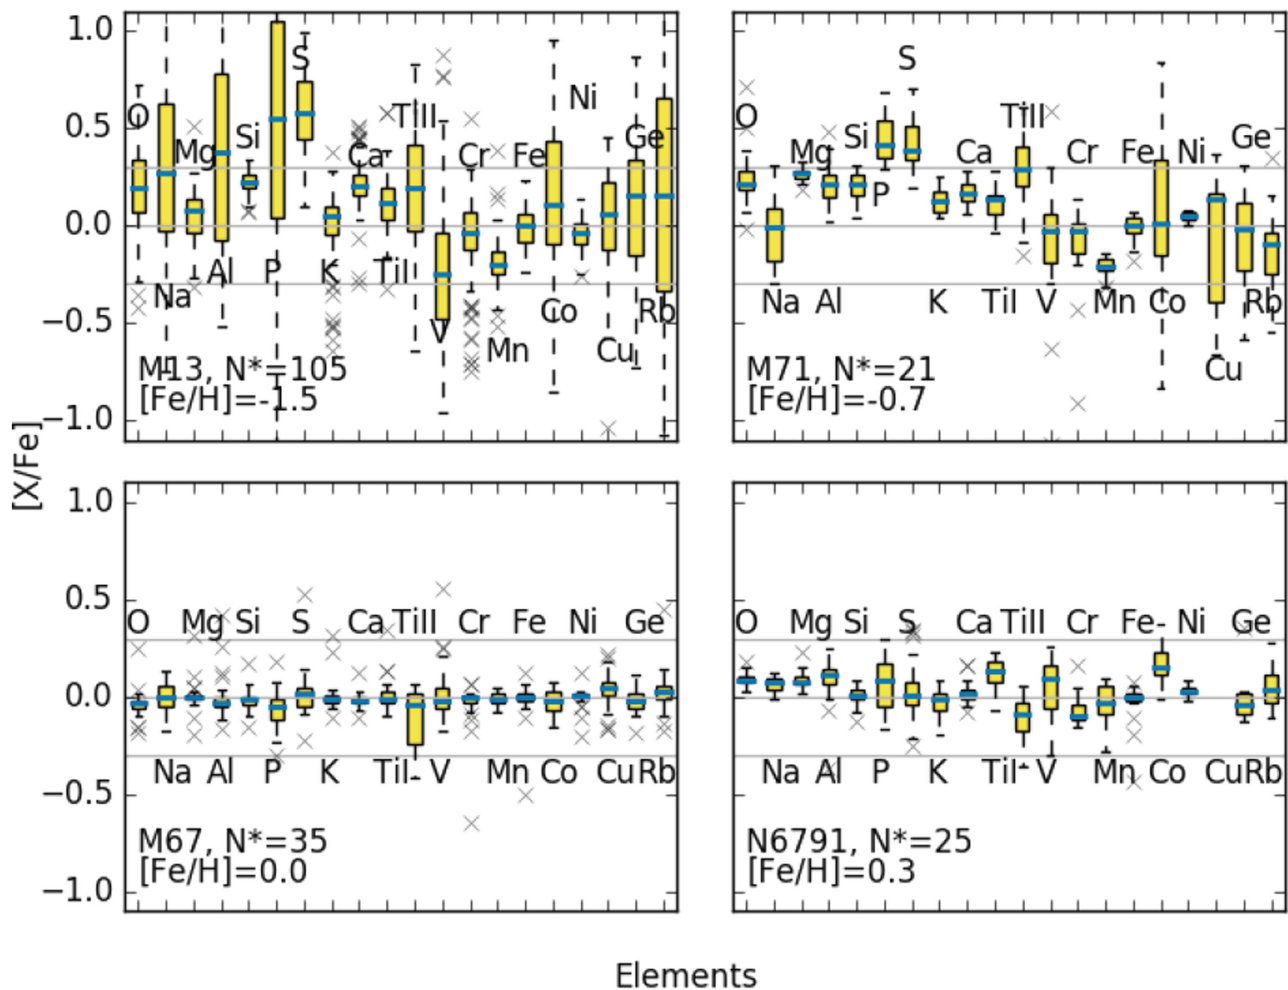 1.0
0.5
0.0
−0.5
−1.0
O
Na
Mg
Al
Si
P
S
K
Ca
TiI
TiII
V
Cr
Mn
Fe
Co
Ni
Cu
Ge
Rb
M13, N*=105
[Fe/H]=-1.5
O
Na
Mg
Al
Si
P
S
K
Ca
TiI
TiII
V
Cr
Mn
Fe
Co
Ni
Cu
Ge
Rb
M71, N*=21
[Fe/H]=-0.7
[X/Fe]
1.0
0.5
0.0
−0.5
−1.0
O Mg Si S Ca TiII Cr Fe Ni Ge
Na Al P K TiI V Mn Co Cu Rb
M67, N*=35
[Fe/H]=0.0
O Mg Si S Ca TiII Cr Fe Ni Ge
Na Al P K TiI V Mn Co Cu Rb
N6791, N*=25
[Fe/H]=0.3
Elements